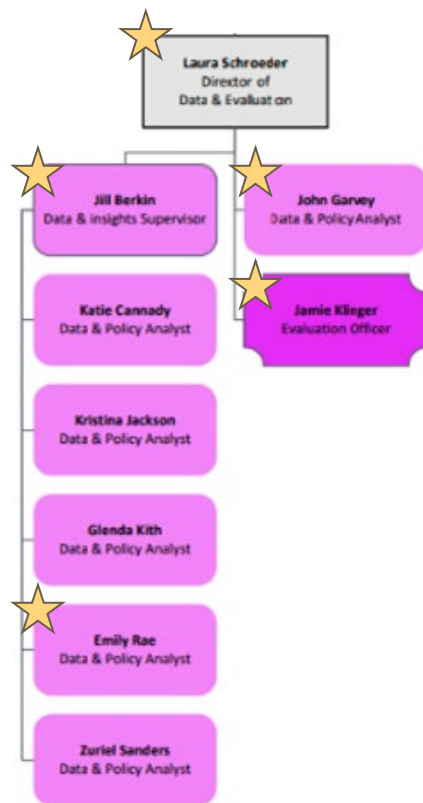 Laura Schroeder
Director of
Data & Evaluation
Jill Berkin
Data & Insights Supervisor
John Garvey
Data & Policy Analyst
Katie Cannady
Data & Policy Analyst
Jamie Klinger
Evaluation Officer
Kristina Jackson
Data & Policy Analyst
Glenda Kith
Data & Policy Analyst
Emily Rae
Data & Policy Analyst
Zuriel Sanders
Data & Policy Analyst